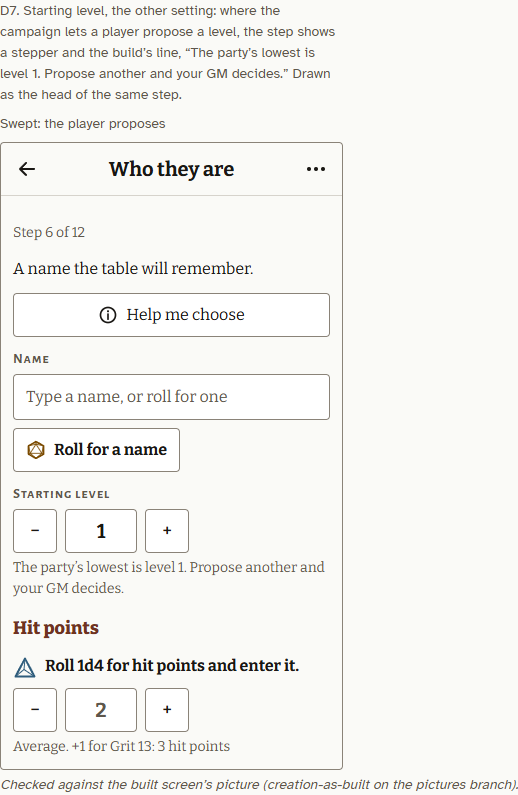 D7. Starting level, the other setting: where the
campaign lets a player propose a level, the step shows
a stepper and the build’s line, “The party’s lowest is
level 1. Propose another and your GM decides.” Drawn
as the head of the same step.
Swept: the player proposes
Who they are
Step 6 of 12
A name the table will remember.
Help me choose
NAME
Type a name, or roll for one
Roll for a name
STARTING LEVEL
− 1 +
The party’s lowest is level 1. Propose another and
your GM decides.
Hit points
Roll 1d4 for hit points and enter it.
− 2 +
Average. +1 for Grit 13: 3 hit points
Checked against the built screen’s picture (creation-as-built on the pictures branch).